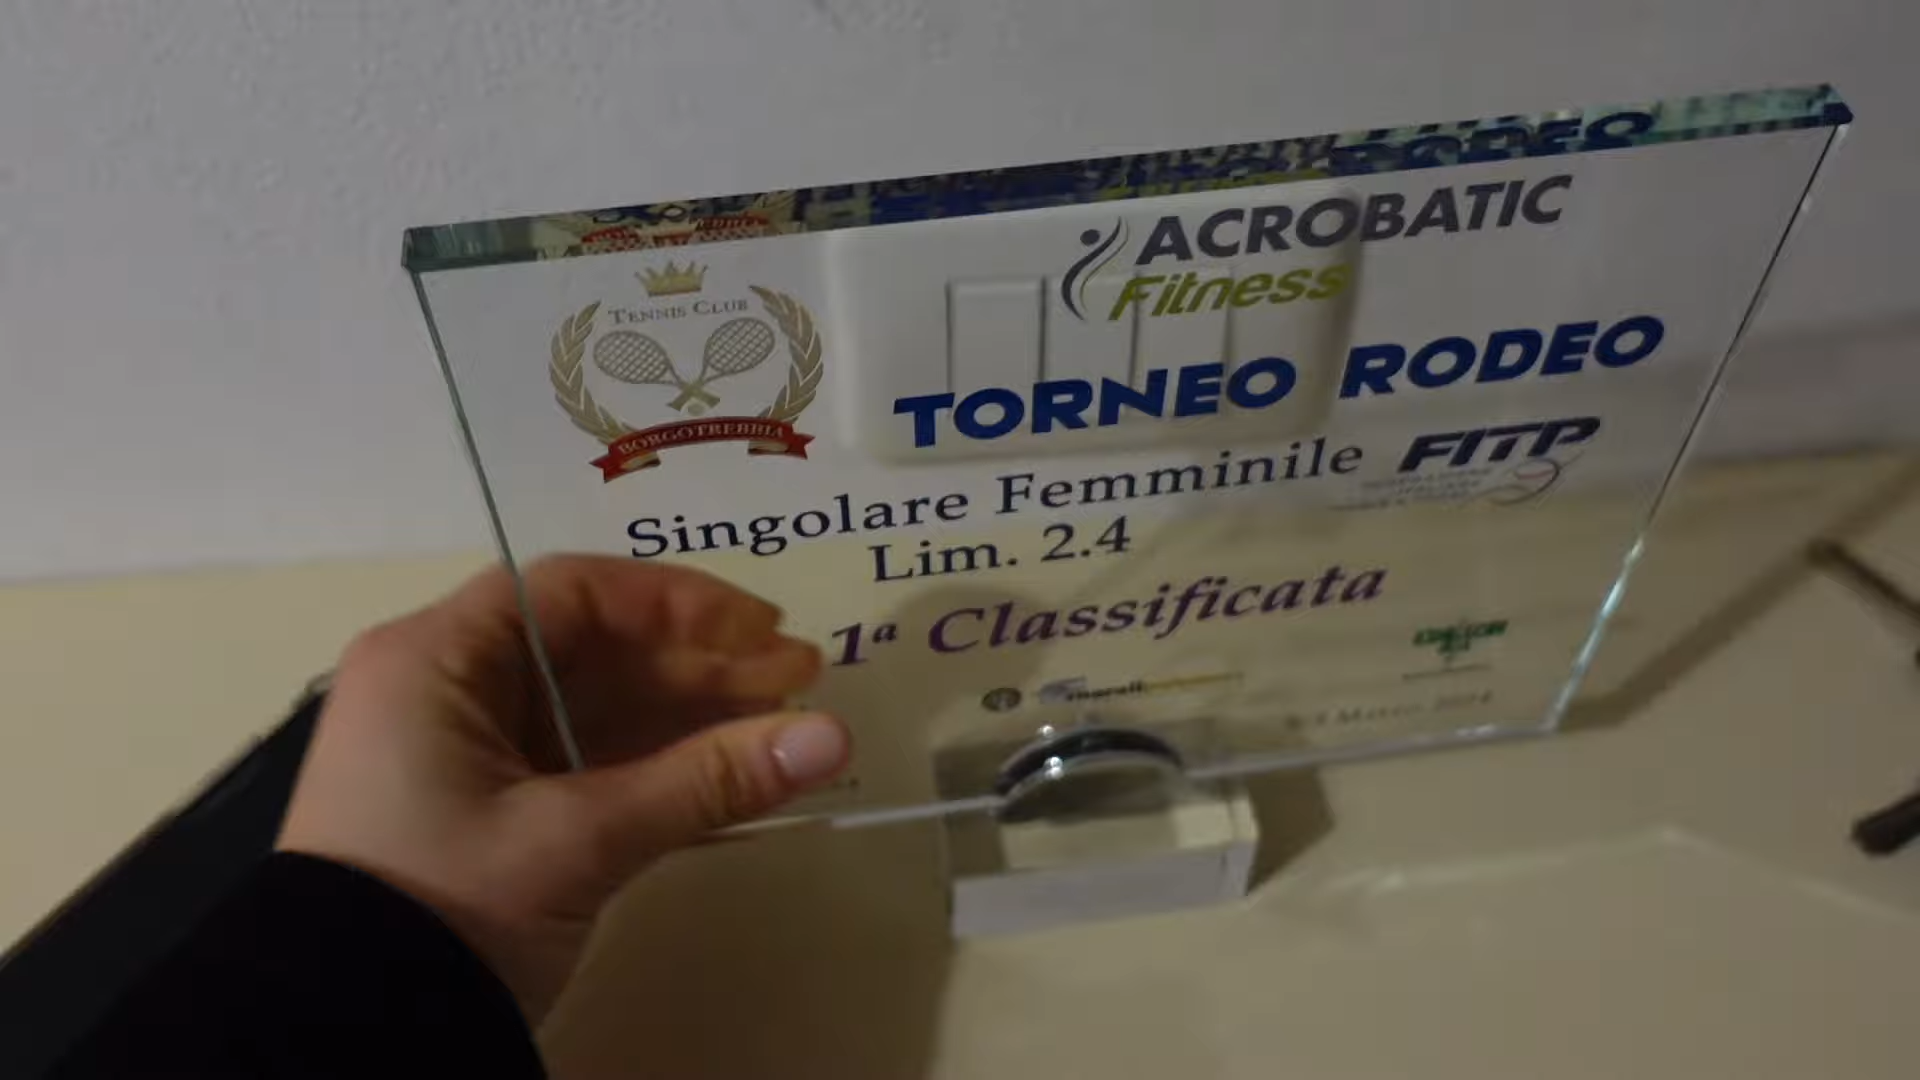 TENNIS CLUB
BORGOTREBBIA
ACROBATIC
Fitness
TORNEO RODEO
Singolare Femminile
FITP
Lim. 2.4
1ª Classificata